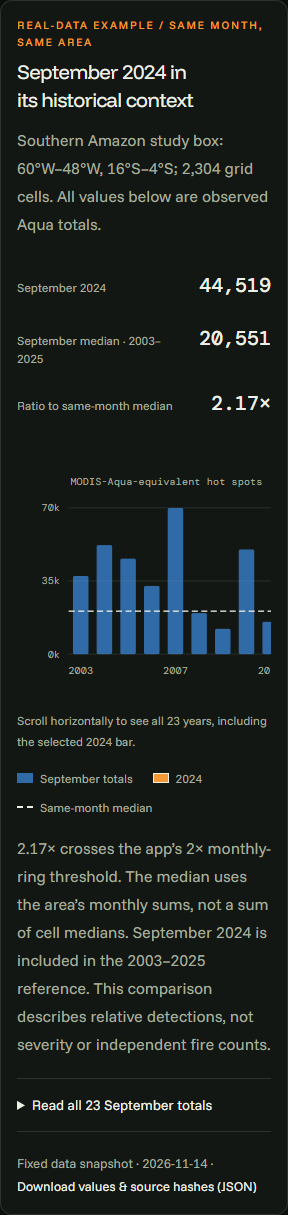 REAL-DATA EXAMPLE / SAME MONTH,
SAME AREA
September 2024 in
its historical context
Southern Amazon study box:
60°W–48°W, 16°S–4°S; 2,304 grid
cells. All values below are observed
Aqua totals.
September 2024 44,519
September median · 2003–
2025 20,551
Ratio to same-month median 2.17×
MODIS-Aqua-equivalent hot spots
70k
35k
0k
2003 2007 20
Scroll horizontally to see all 23 years, including
the selected 2024 bar.
September totals 2024
Same-month median
2.17× crosses the app's 2× monthly-
ring threshold. The median uses
the area's monthly sums, not a sum
of cell medians. September 2024 is
included in the 2003–2025
reference. This comparison
describes relative detections, not
severity or independent fire counts.
▶ Read all 23 September totals
Fixed data snapshot · 2026-11-14 ·
Download values & source hashes (JSON)